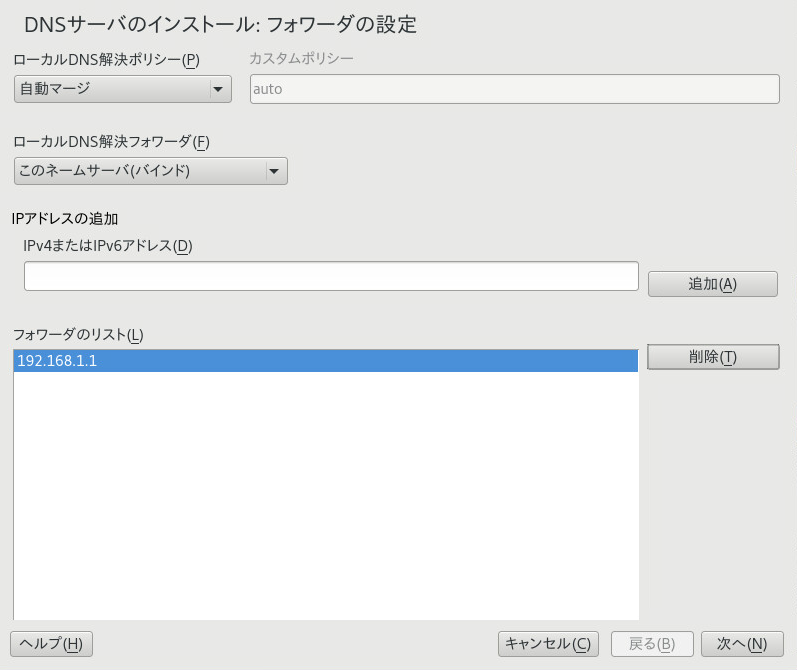 DNSサーバのインストール: フォワーダの設定
ローカルDNS解決ポリシー(P) カスタムポリシー
自動マージ auto
ローカルDNS解決フォワーダ(F)
このネームサーバ(バインド)
IPアドレスの追加
IPv4またはIPv6アドレス(D)
追加(A)
フォワーダのリスト(L)
192.168.1.1 削除(T)
ヘルプ(H) キャンセル(C) 戻る(B) 次へ(N)